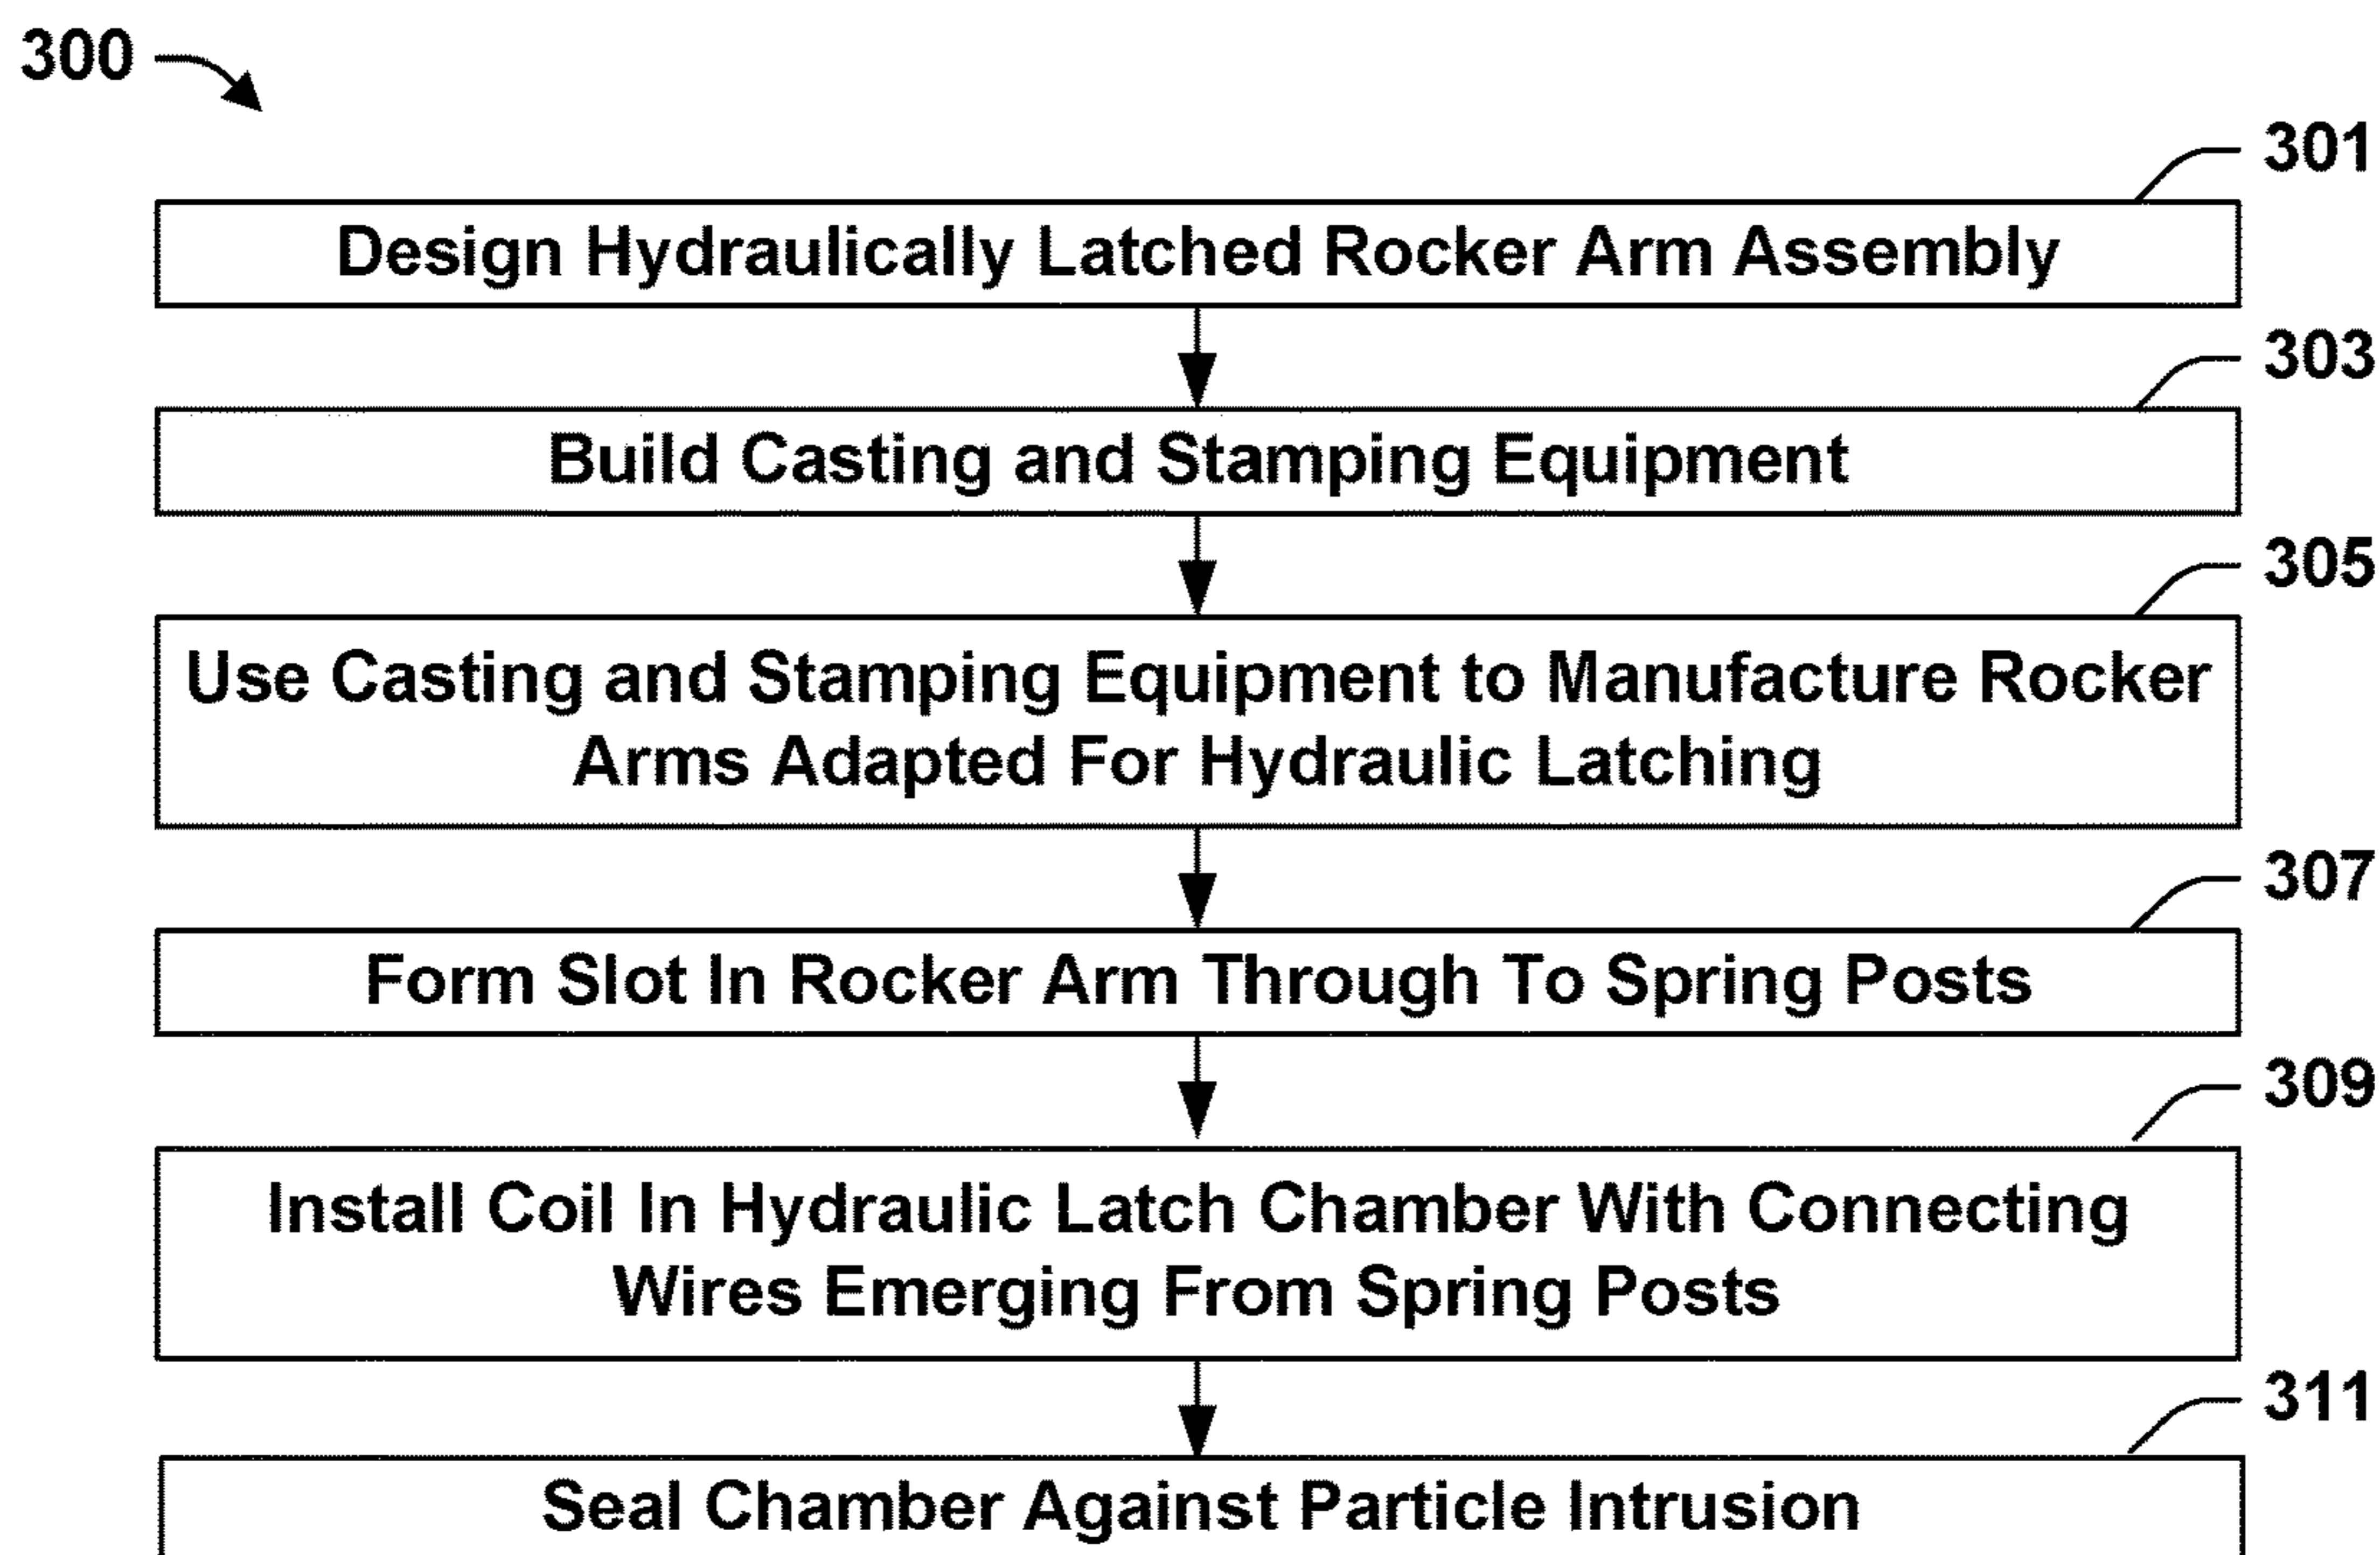 300
301
Design Hydraulically Latched Rocker Arm Assembly
303
Build Casting and Stamping Equipment
305
Use Casting and Stamping Equipment to Manufacture Rocker
Arms Adapted For Hydraulic Latching
307
Form Slot In Rocker Arm Through To Spring Posts
309
Install Coil In Hydraulic Latch Chamber With Connecting
Wires Emerging From Spring Posts
311
Seal Chamber Against Particle Intrusion